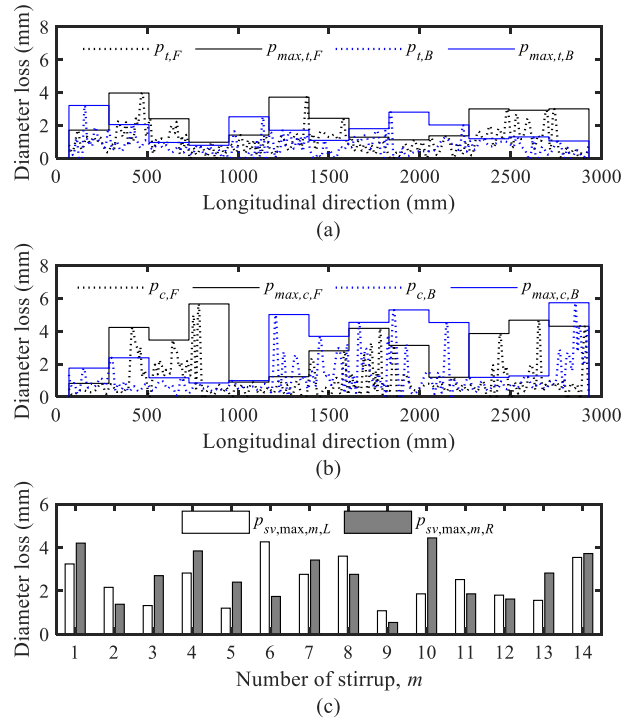 (a)
Diameter loss (mm)
8
6
4
2
0
p_{t,F} p_{max,t,F} p_{t,B} p_{max,t,B}
0 500 1000 1500 2000 2500 3000
Longitudinal direction (mm)
(a)
Diameter loss (mm)
8
6
4
2
0
p_{c,F} p_{max,c,F} p_{c,B} p_{max,c,B}
0 500 1000 1500 2000 2500 3000
Longitudinal direction (mm)
(b)
Diameter loss (mm)
6
4
2
0
p_{sv,max,m,L} p_{sv,max,m,R}
1 2 3 4 5 6 7 8 9 10 11 12 13 14
Number of stirrup, m
(c)